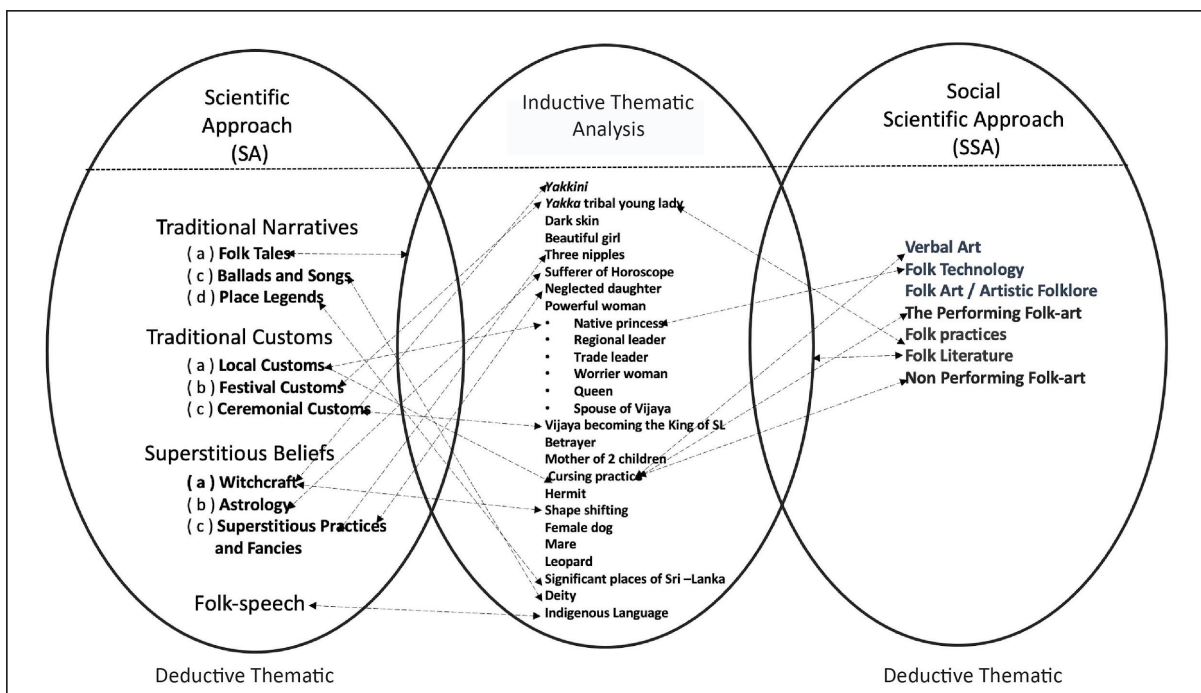 Scientific
Approach
(SA)
Traditional Narratives
( a ) Folk Tales
( c ) Ballads and Songs
( d ) Place Legends
Traditional Customs
( a ) Local Customs
( b ) Festival Customs
( c ) Ceremonial Customs
Superstitious Beliefs
( a ) Witchcraft
( b ) Astrology
( c ) Superstitious Practices
and Fancies
Folk-speech
Deductive Thematic
Inductive Thematic
Analysis
Yakkini
Yakka tribal young lady
Dark skin
Beautiful girl
Three nipples
Sufferer of Horoscope
Neglected daughter
Powerful woman
• Native princess
• Regional leader
• Trade leader
• Worrier woman
• Queen
• Spouse of Vijaya
Vijaya becoming the King of SL
Betrayer
Mother of 2 children
Cursing practice
Hermit
Shape shifting
Female dog
Mare
Leopard
Significant places of Sri –Lanka
Deity
Indigenous Language
Social
Scientific Approach
(SSA)
Verbal Art
Folk Technology
Folk Art / Artistic Folklore
The Performing Folk-art
Folk practices
Folk Literature
Non Performing Folk-art
Deductive Thematic